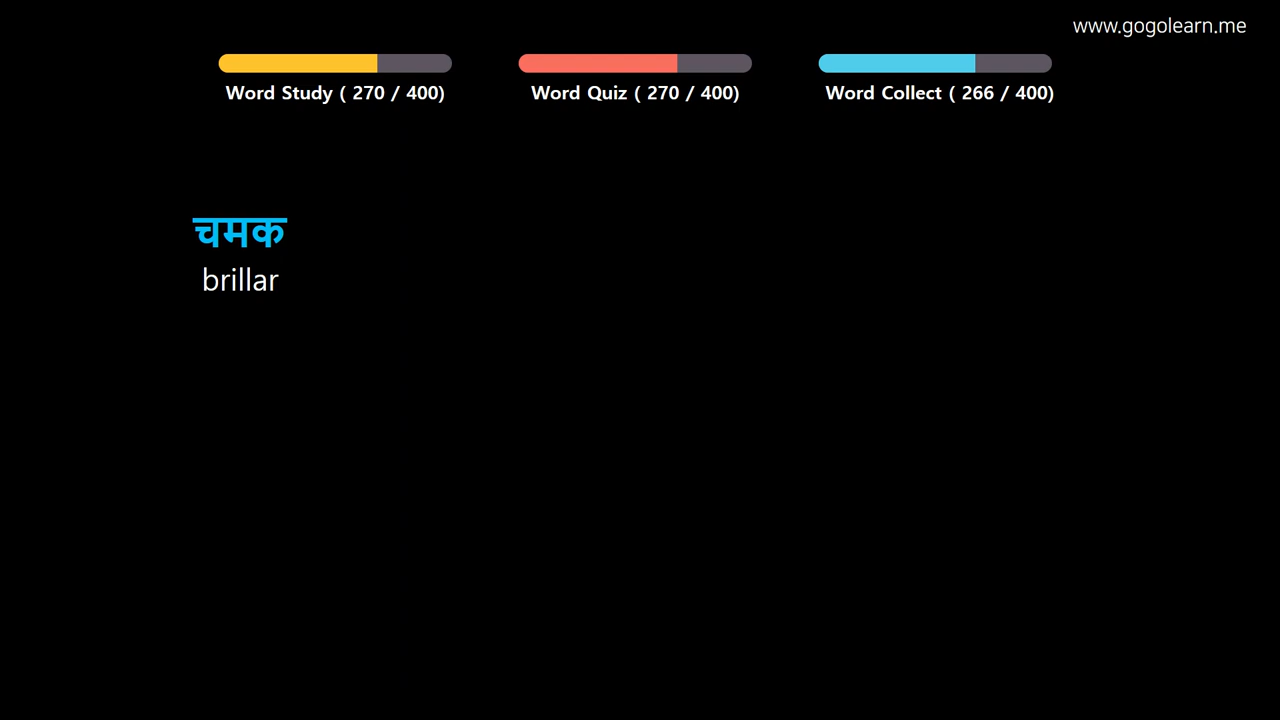 www.gogolearn.me
Word Study ( 270 / 400)
Word Quiz ( 270 / 400)
Word Collect ( 266 / 400)
चमक
brillar